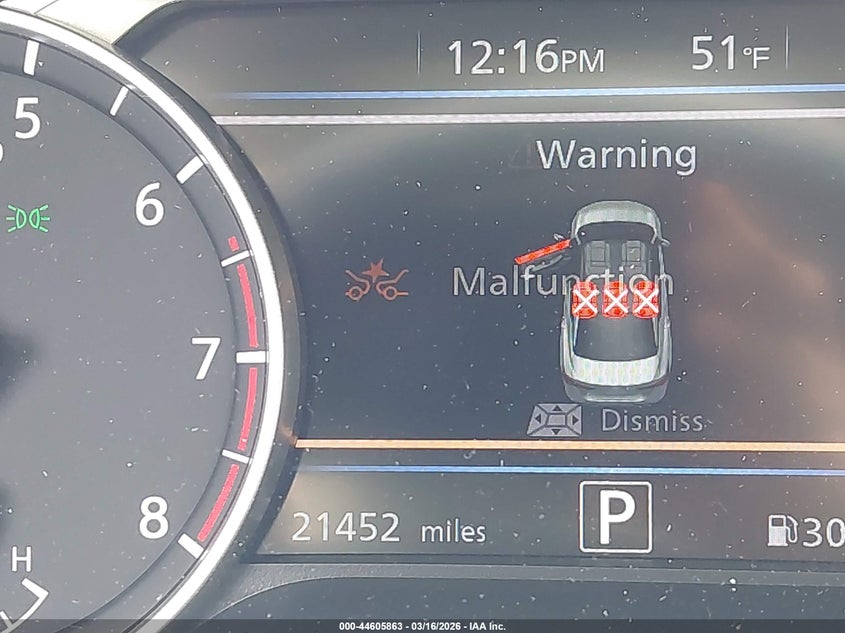 12:16PM 51°F
5
Warning
6
Malfunction
7
Dismiss
8
21452 miles P 30
H
000-44605863 - 03/16/2026 - IAA Inc.